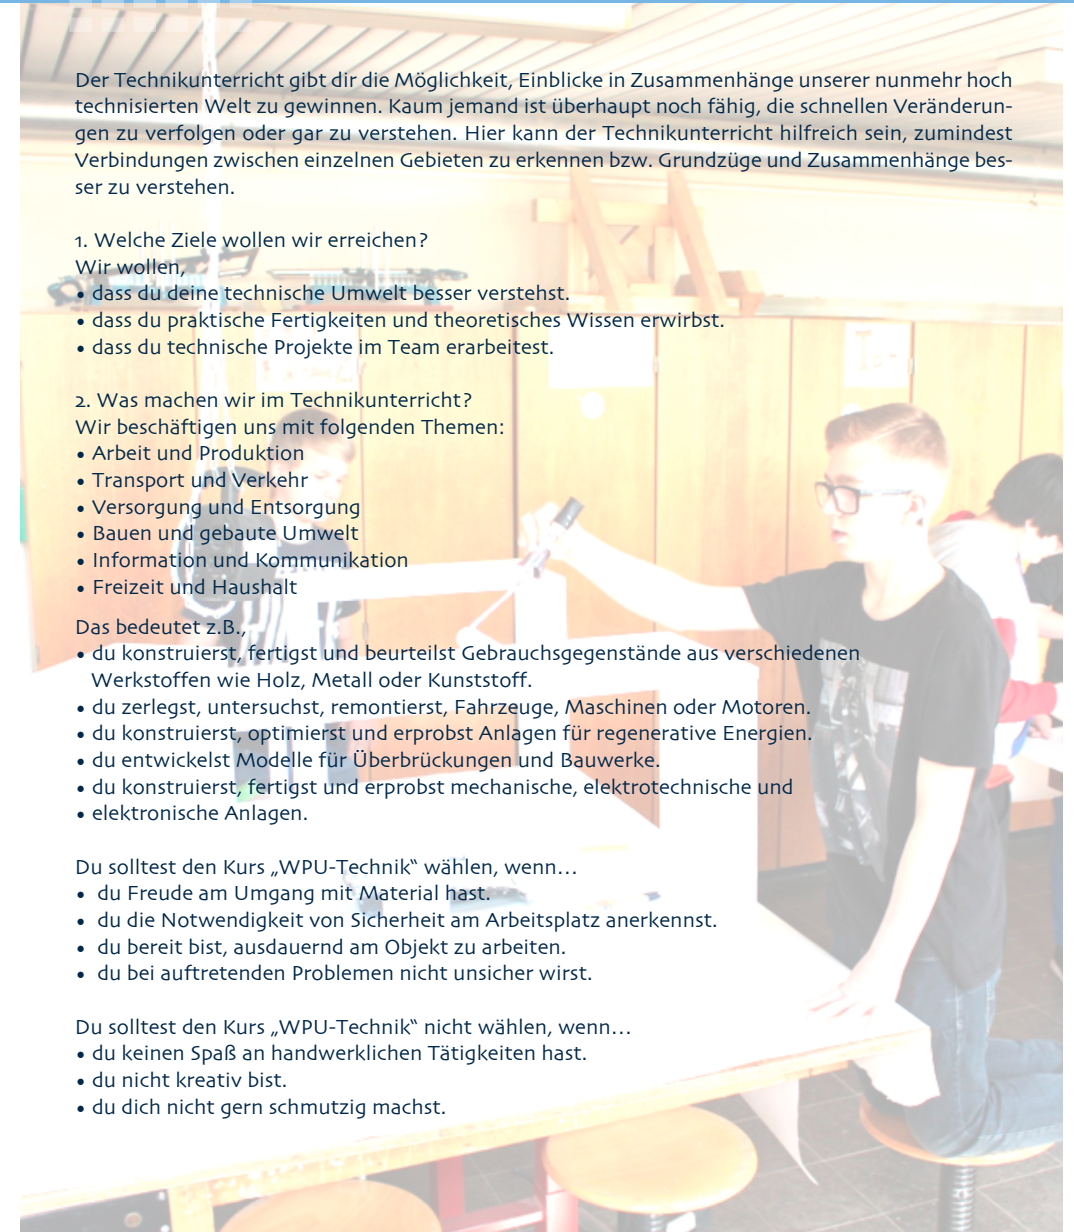 Der Technikunterricht gibt dir die Möglichkeit, Einblicke in Zusammenhänge unserer nunmehr hoch
technisierten Welt zu gewinnen. Kaum jemand ist überhaupt noch fähig, die schnellen Veränderun-
gen zu verfolgen oder gar zu verstehen. Hier kann der Technikunterricht hilfreich sein, zumindest
Verbindungen zwischen einzelnen Gebieten zu erkennen bzw. Grundzüge und Zusammenhänge bes-
ser zu verstehen.
1. Welche Ziele wollen wir erreichen?
Wir wollen,
• dass du deine technische Umwelt besser verstehst.
• dass du praktische Fertigkeiten und theoretisches Wissen erwirbst.
• dass du technische Projekte im Team erarbeitest.
2. Was machen wir im Technikunterricht?
Wir beschäftigen uns mit folgenden Themen:
• Arbeit und Produktion
• Transport und Verkehr
• Versorgung und Entsorgung
• Bauen und gebaute Umwelt
• Information und Kommunikation
• Freizeit und Haushalt
Das bedeutet z.B.,
• du konstruierst, fertigst und beurteilst Gebrauchsgegenstände aus verschiedenen
Werkstoffen wie Holz, Metall oder Kunststoff.
• du zerlegst, untersuchst, remontierst, Fahrzeuge, Maschinen oder Motoren.
• du konstruierst, optimierst und erprobst Anlagen für regenerative Energien.
• du entwickelst Modelle für Überbrückungen und Bauwerke.
• du konstruierst, fertigst und erprobst mechanische, elektrotechnische und
• elektronische Anlagen.
Du solltest den Kurs „WPU-Technik“ wählen, wenn…
• du Freude am Umgang mit Material hast.
• du die Notwendigkeit von Sicherheit am Arbeitsplatz anerkennst.
• du bereit bist, ausdauernd am Objekt zu arbeiten.
• du bei auftretenden Problemen nicht unsicher wirst.
Du solltest den Kurs „WPU-Technik“ nicht wählen, wenn…
• du keinen Spaß an handwerklichen Tätigkeiten hast.
• du nicht kreativ bist.
• du dich nicht gern schmutzig machst.